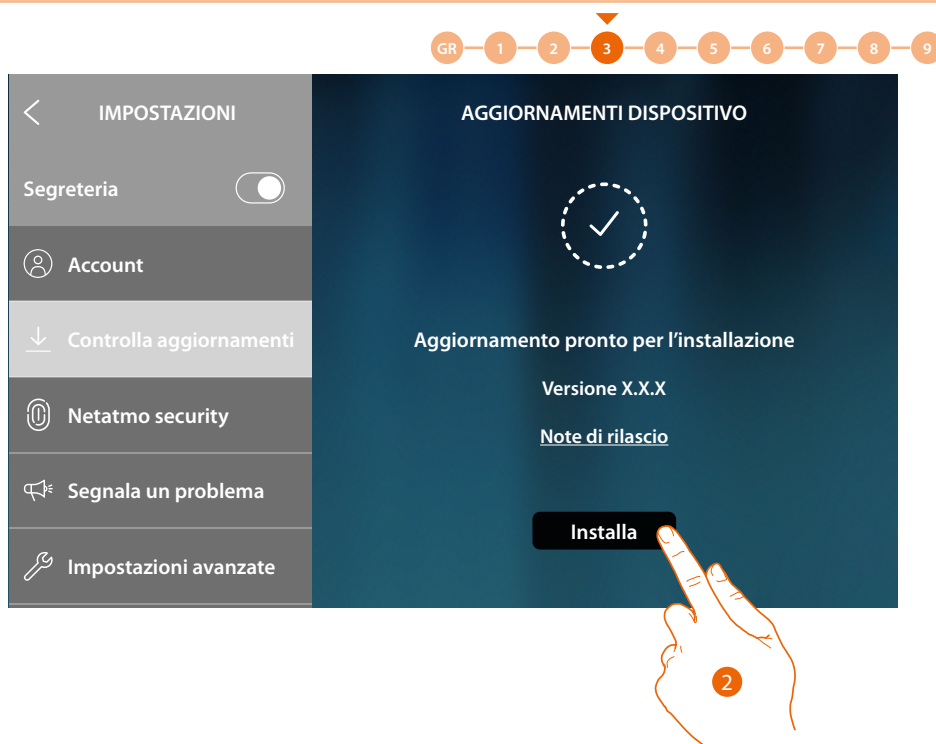 GR 1 2 3 4 5 6 7 8 9
IMPOSTAZIONI
Segreteria
Account
Controlla aggiornamenti
Netatmo security
Segnala un problema
Impostazioni avanzate
AGGIORNAMENTI DISPOSITIVO
Aggiornamento pronto per l’installazione
Versione X.X.X
Note di rilascio
Installa
2